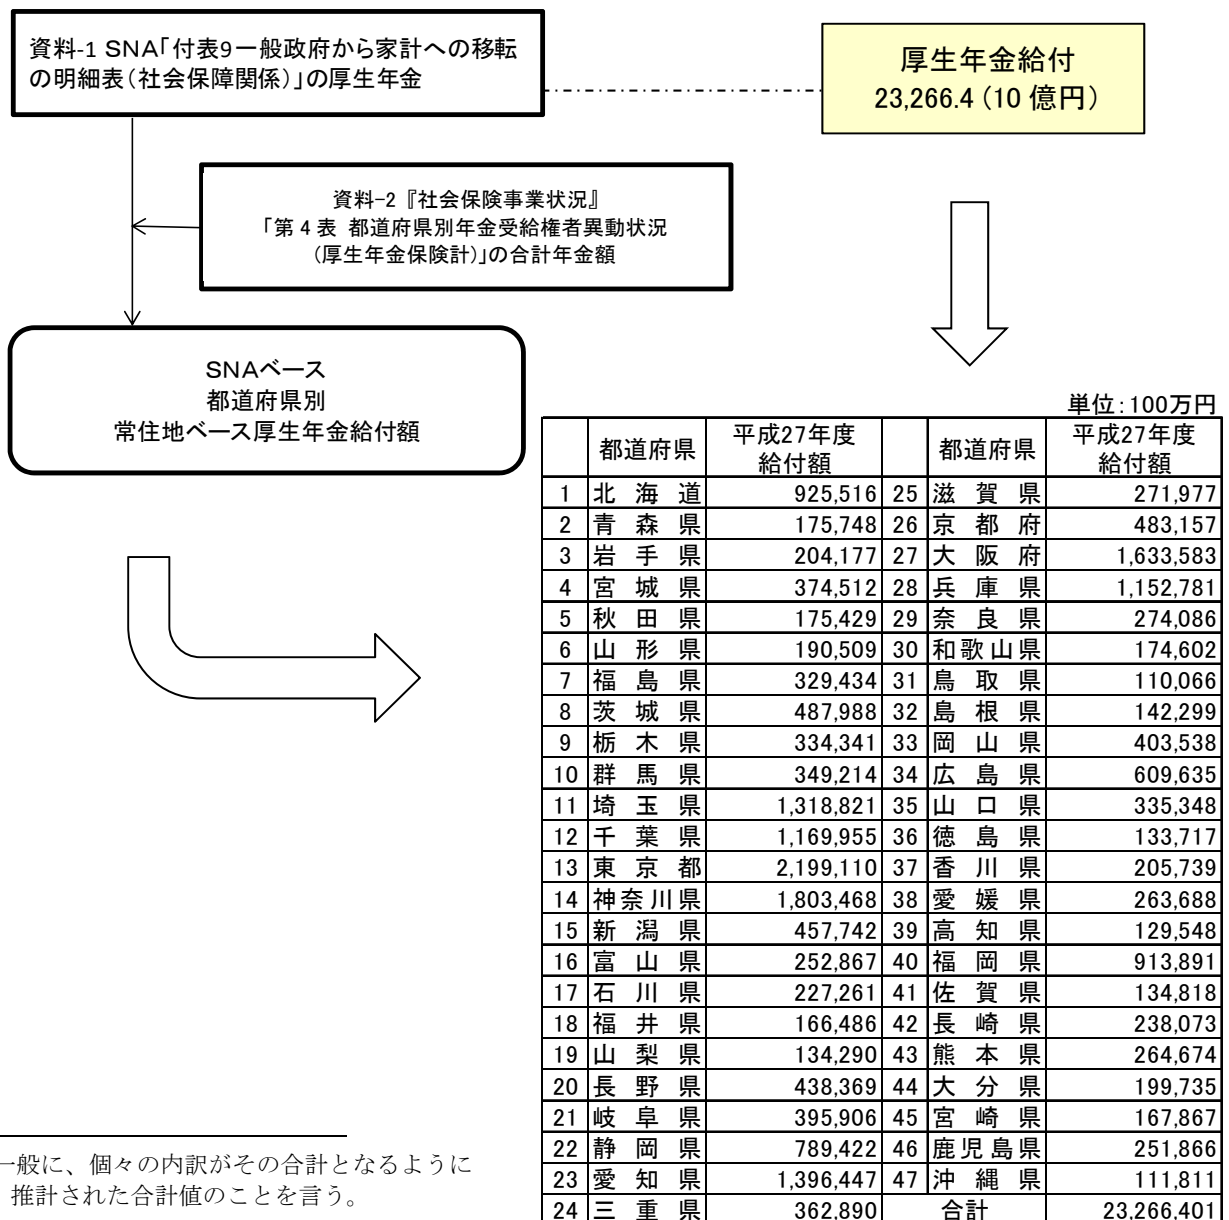 資料-1 SNA「付表9一般政府から家計への移転
の明細表(社会保障関係)」の厚生年金
厚生年金給付
23,266.4(10億円)
資料-2『社会保険事業状況』
「第4表 都道府県別年金受給権者異動状況
(厚生年金保険計)」の合計年金額
SNAベース
都道府県別
常住地ベース厚生年金給付額
単位:100万円
都道府県 平成27年度給付額 都道府県 平成27年度給付額
1 北海道 925,516 25 滋賀県 271,977
2 青森県 175,748 26 京都府 483,157
3 岩手県 204,177 27 大阪府 1,633,583
4 宮城県 374,512 28 兵庫県 1,152,781
5 秋田県 175,429 29 奈良県 274,086
6 山形県 190,509 30 和歌山県 174,602
7 福島県 329,434 31 鳥取県 110,066
8 茨城県 487,988 32 島根県 142,299
9 栃木県 334,341 33 岡山県 403,538
10 群馬県 349,214 34 広島県 609,635
11 埼玉県 1,318,821 35 山口県 335,348
12 千葉県 1,169,955 36 徳島県 133,717
13 東京都 2,199,110 37 香川県 205,739
14 神奈川県 1,803,468 38 愛媛県 263,688
15 新潟県 457,742 39 高知県 129,548
16 富山県 252,867 40 福岡県 913,891
17 石川県 227,261 41 佐賀県 134,818
18 福井県 166,486 42 長崎県 238,073
19 山梨県 134,290 43 熊本県 264,674
20 長野県 438,369 44 大分県 199,735
21 岐阜県 395,906 45 宮崎県 167,867
22 静岡県 789,422 46 鹿児島県 251,866
23 愛知県 1,396,447 47 沖縄県 111,811
24 三重県 362,890 合計 23,266,401
一般に、個々の内訳がその合計となるように
推計された合計値のことを言う。